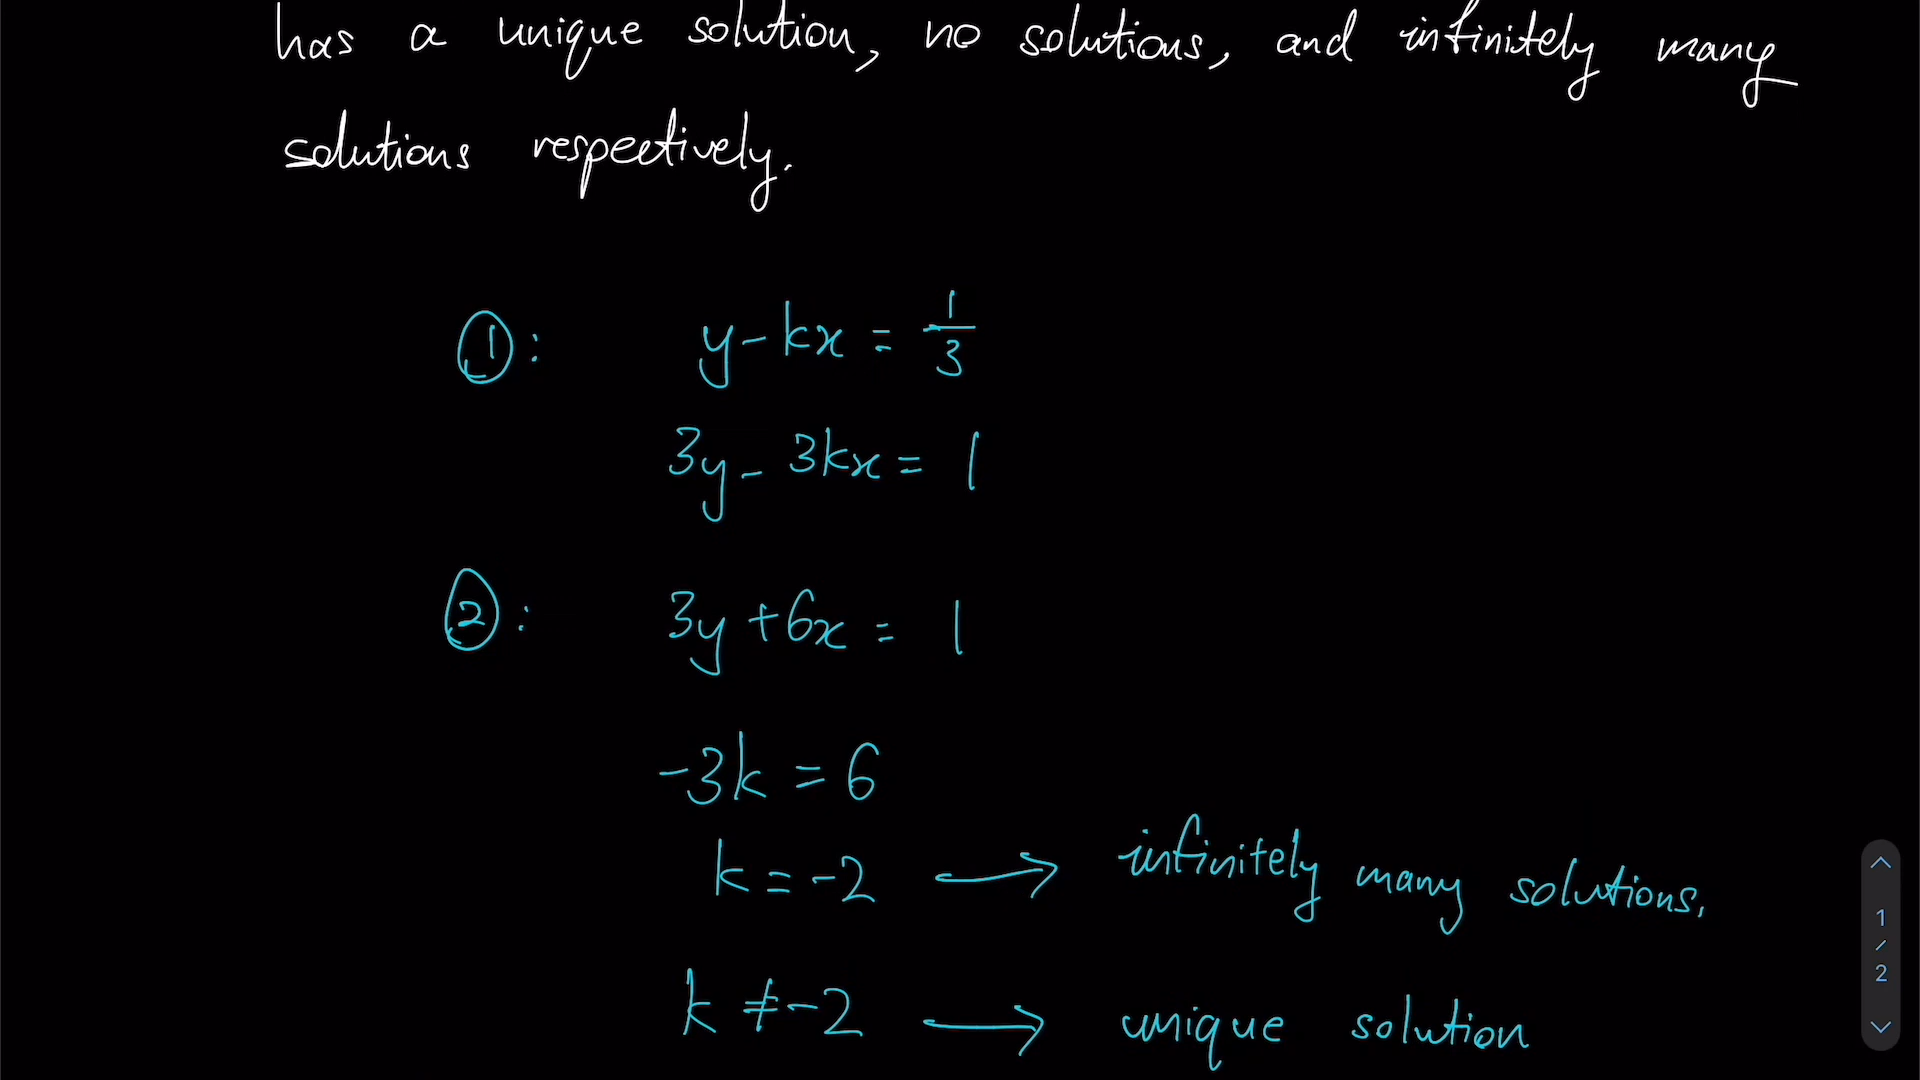 has a unique solution, no solutions, and infinitely many
solutions respectively.
①: y - kx = 1/3
3y - 3kx = 1
②: 3y + 6x = 1
-3k = 6
k = -2 → infinitely many solutions.
k ≠ -2 → unique solution
1
/
2